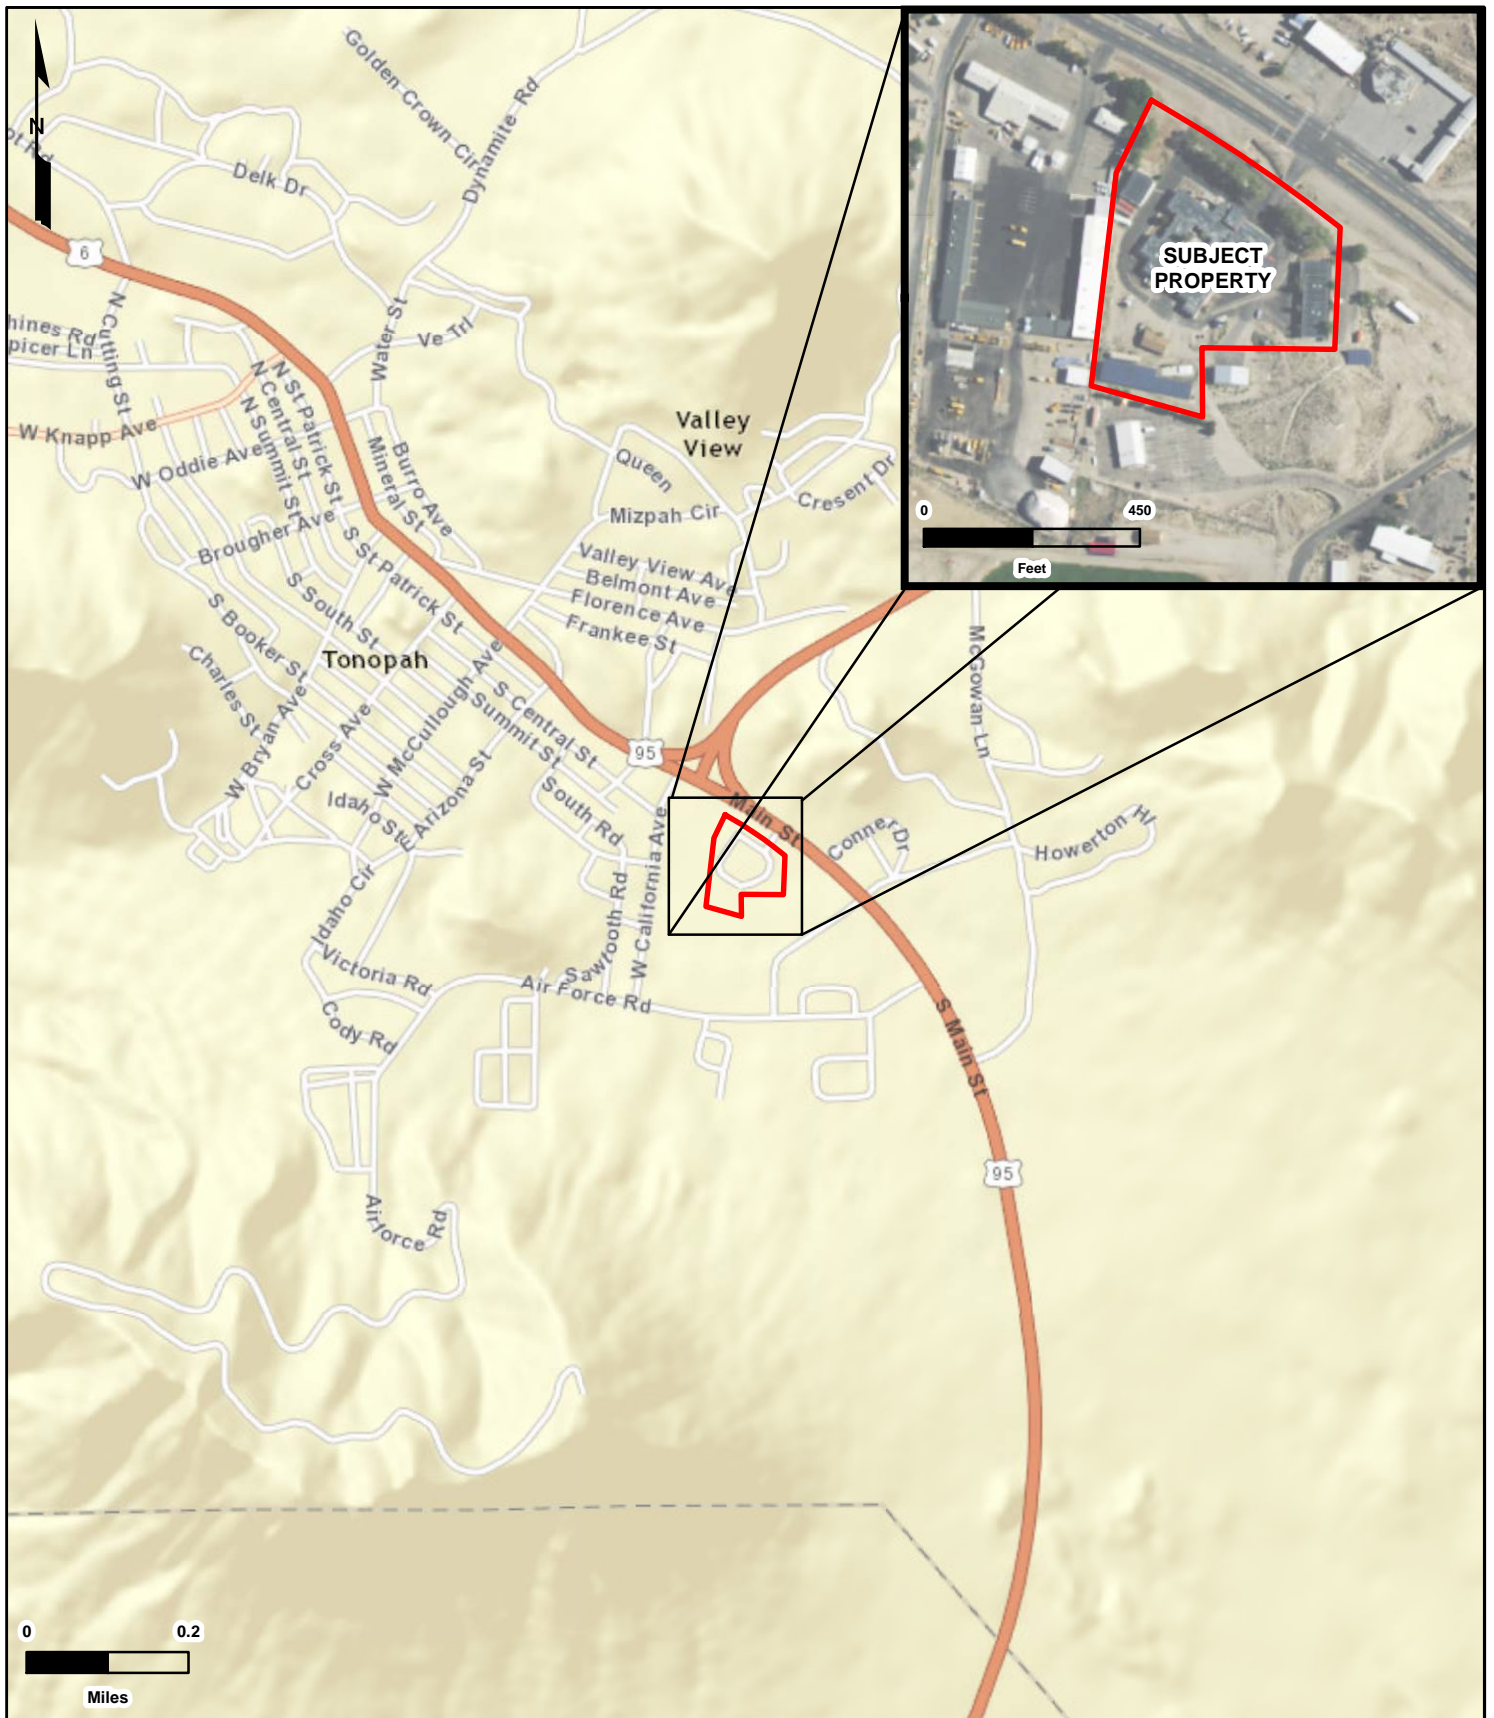 N
Golden Crown Cir
Dynamite Rd
Delk Dr
6
N Cutting St
Water St
Ve Trl
picer Ln
W Knapp Ave
N Central St
N St Patrick St
N Summit St
W Oddie Ave
Mineral St
Burro Ave
Brougher Ave
Valley
View
Queen
Mizpah Cir
Cresent Dr
Valley View Ave
Belmont Ave
Florence Ave
Frankee St
S St Patrick St
S South St
S Booker St
Charles St
Tonopah
W Bryan Ave
Cross Ave
W McCullough Ave
S Central St
Summit St
E Arizona St
Idaho St
South Rd
95
Main St
McGowan Ln
Conner Dr
Howerton Hl
W California Ave
Sawtooth Rd
Idaho Cir
Victoria Rd
Cody Rd
Air Force Rd
S Main St
95
Airforce Rd
SUBJECT
PROPERTY
0 450
Feet
0 0.2
Miles